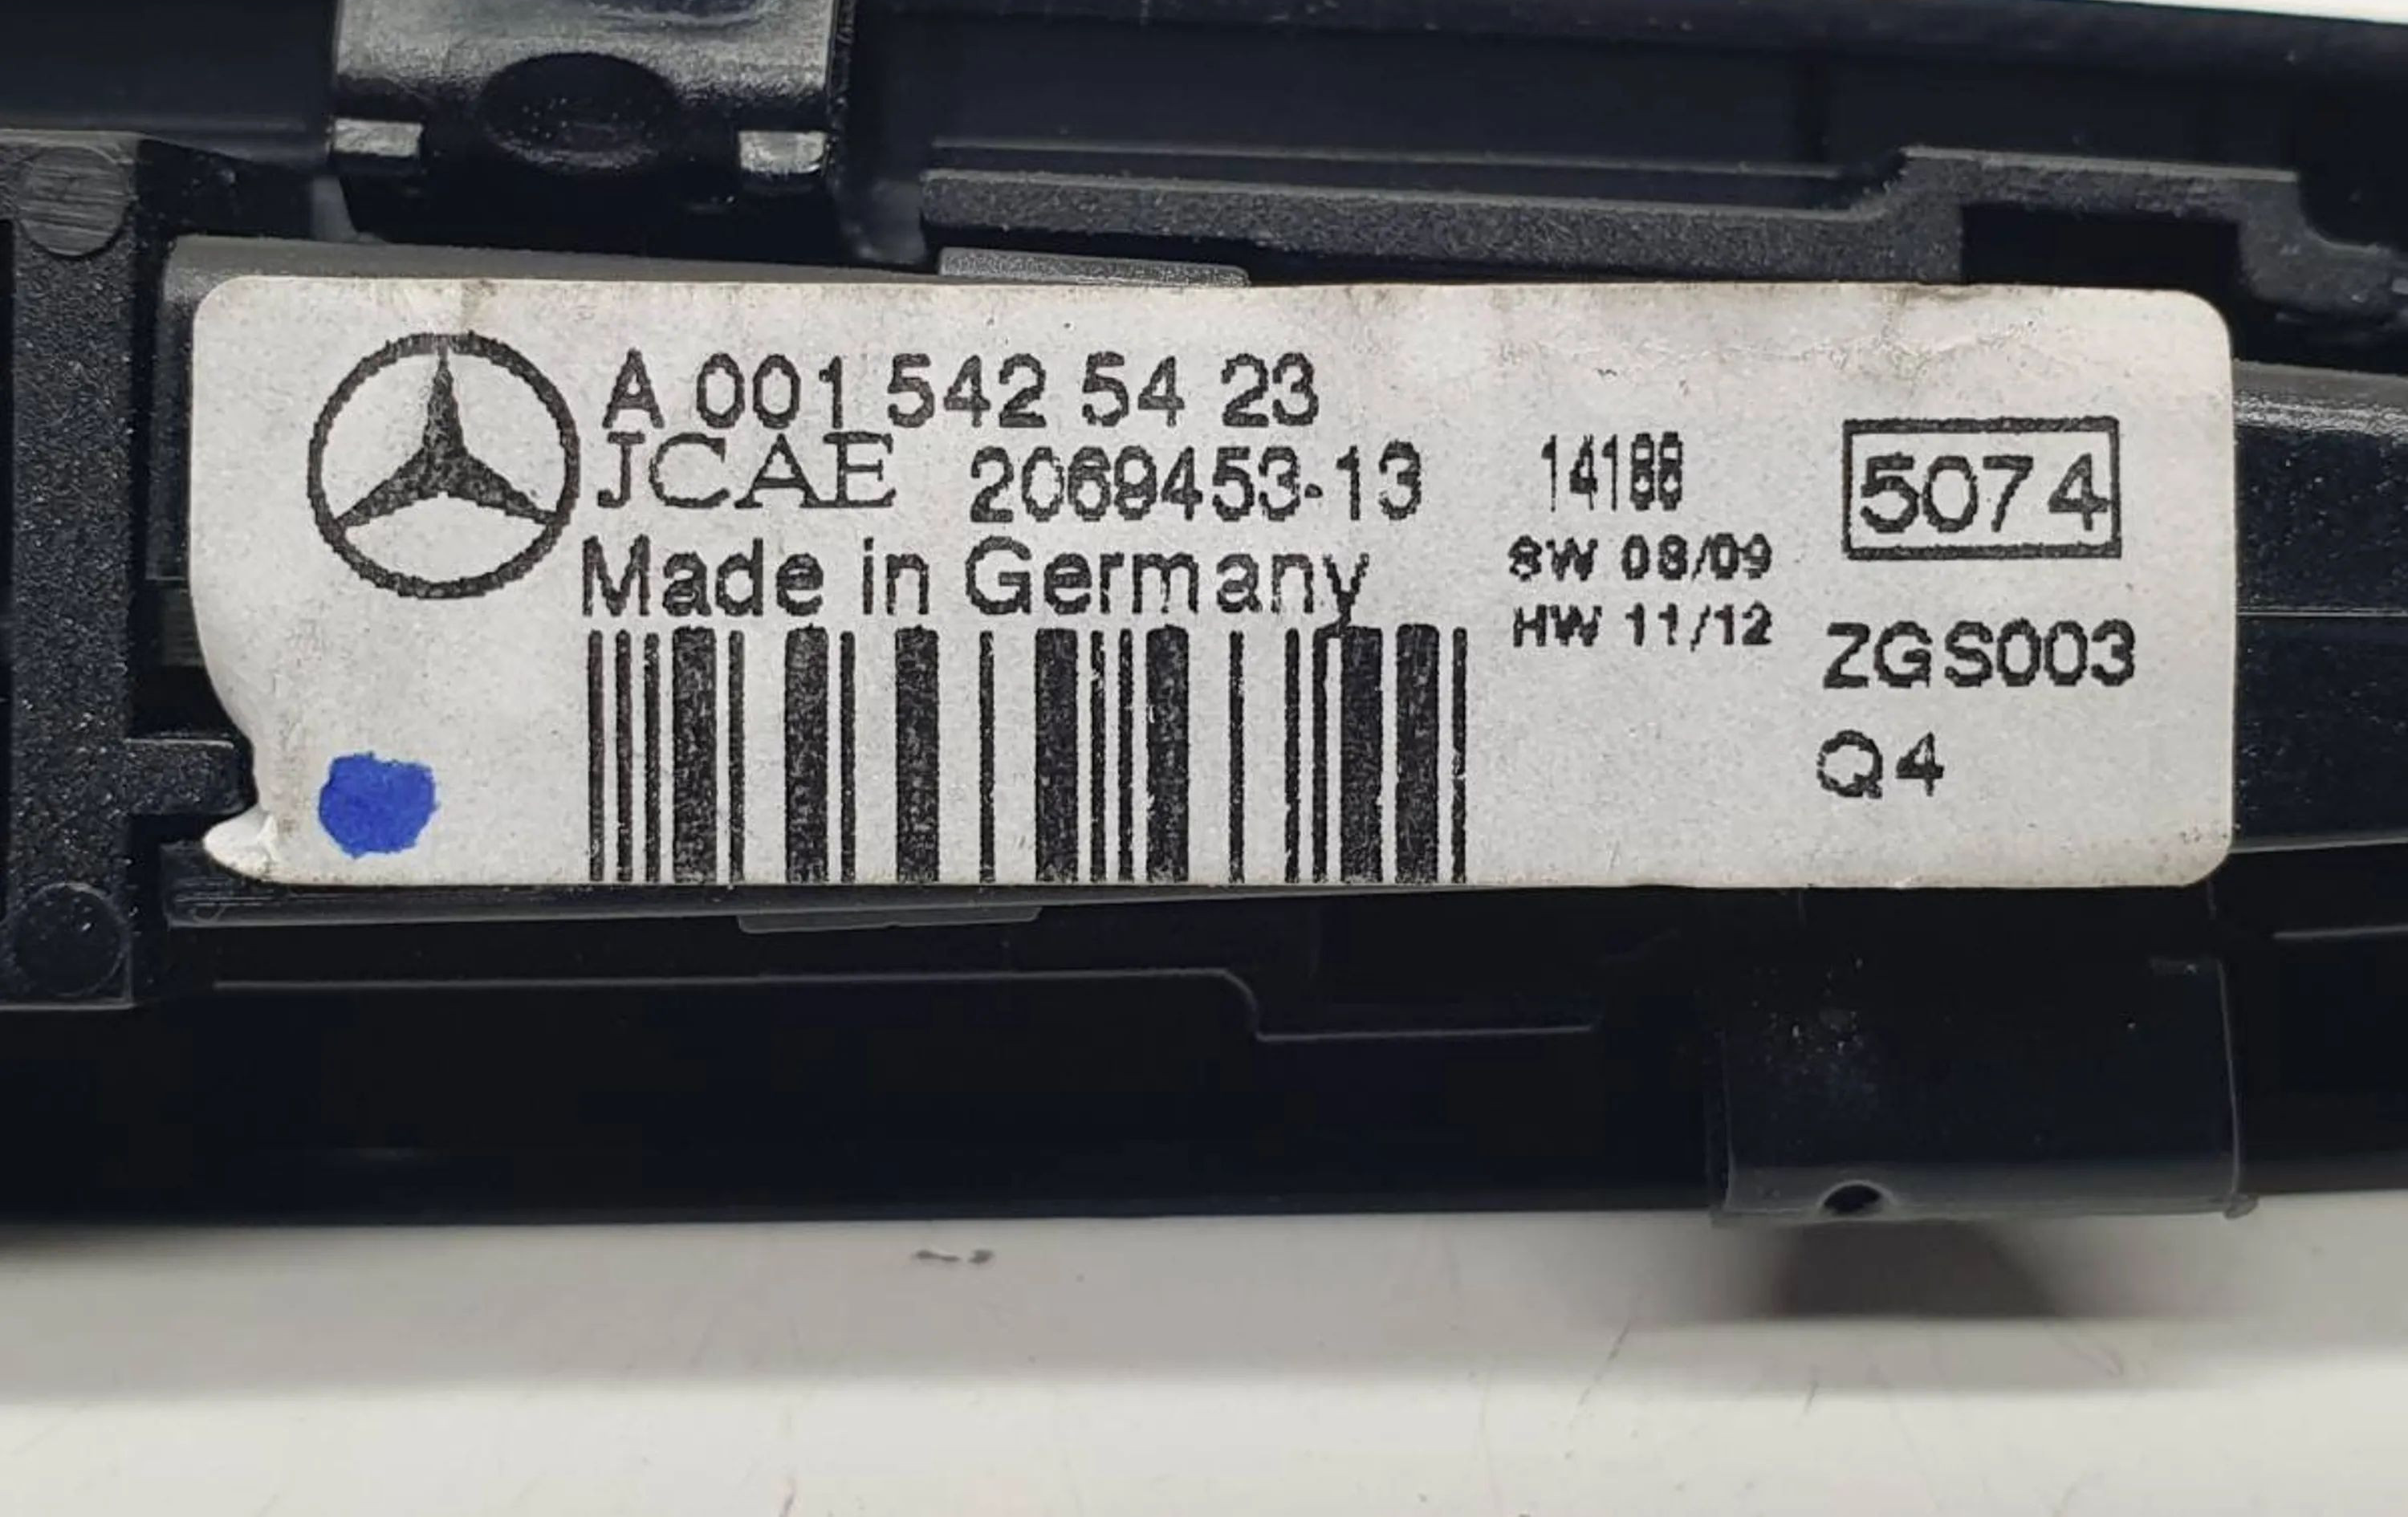 A 001 542 54 23
JCAE 2069453-13
Made in Germany
14188
SW 08/09
HW 11/12
5074
ZGS003
Q4